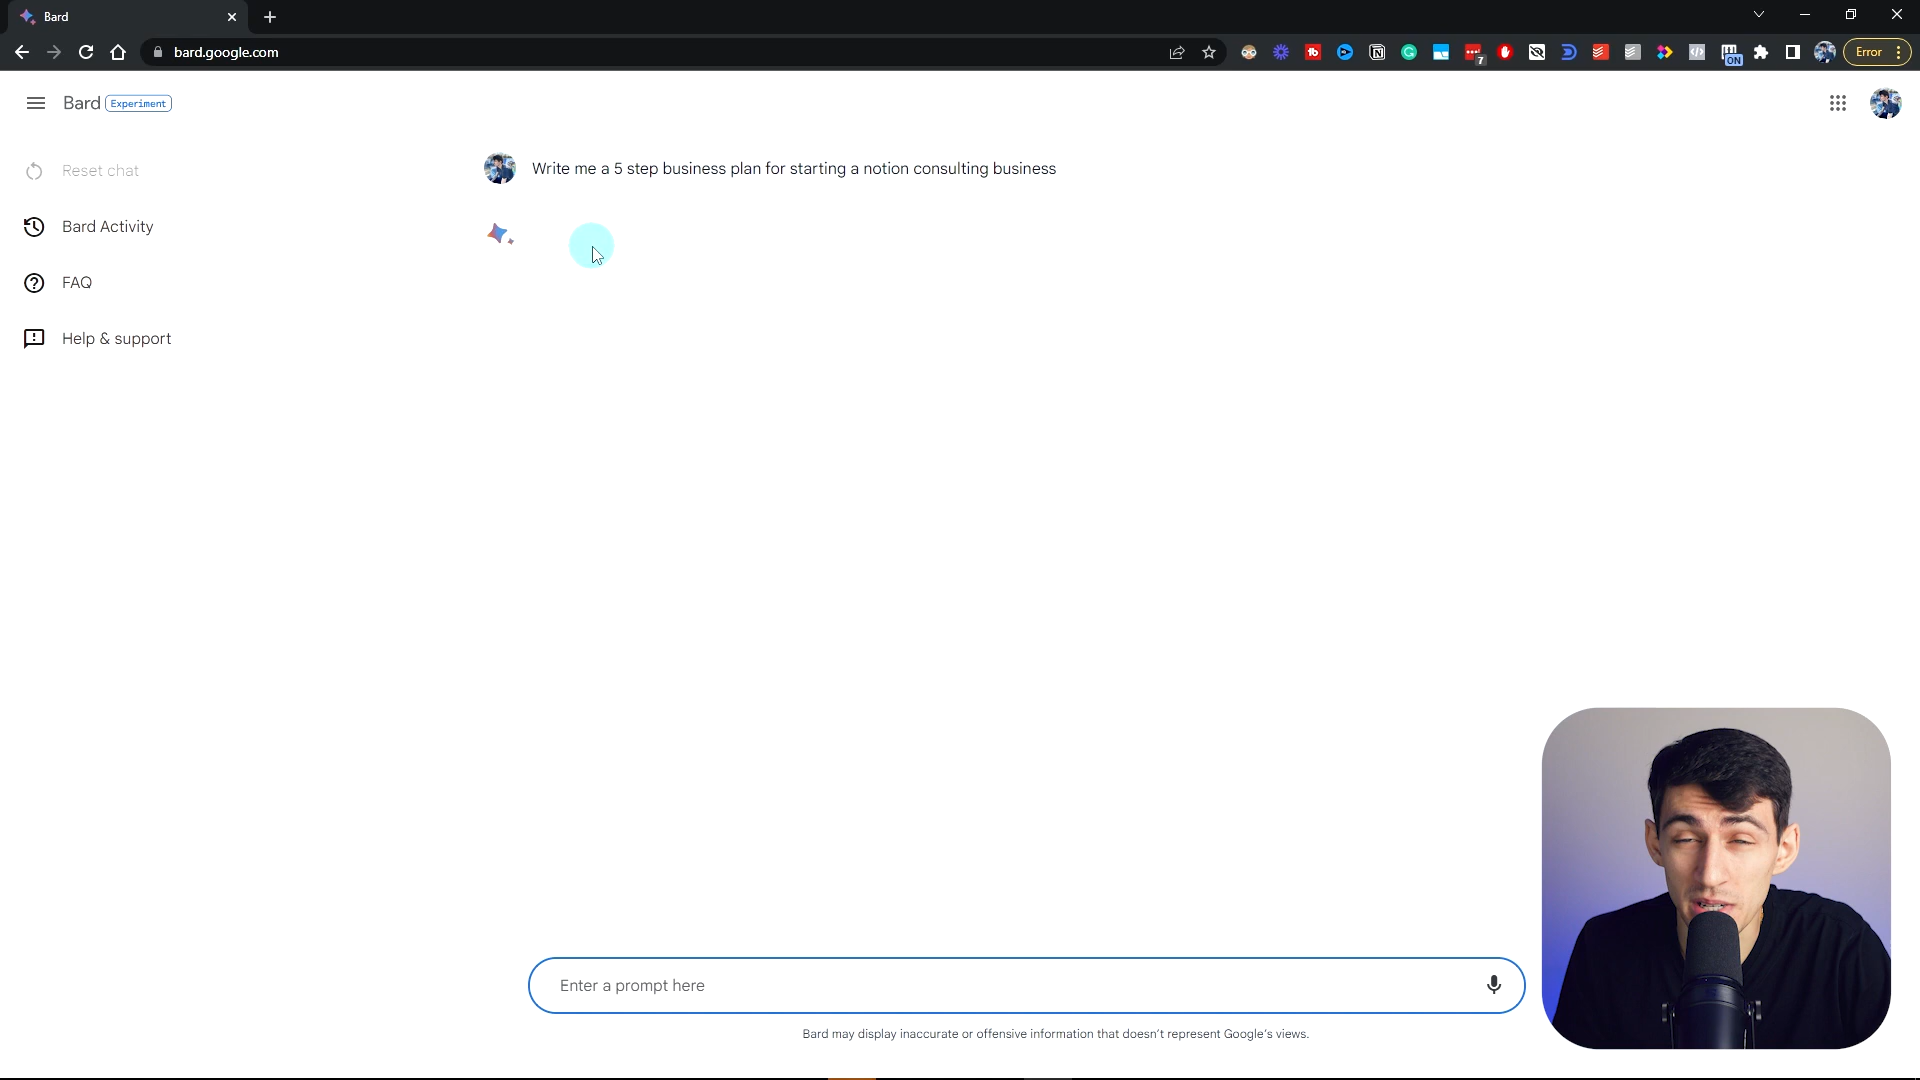 Bard
bard.google.com
7
ON
Error
Bard Experiment
Reset chat
Write me a 5 step business plan for starting a notion consulting business
Bard Activity
FAQ
Help & support
Enter a prompt here
Bard may display inaccurate or offensive information that doesn't represent Google's views.